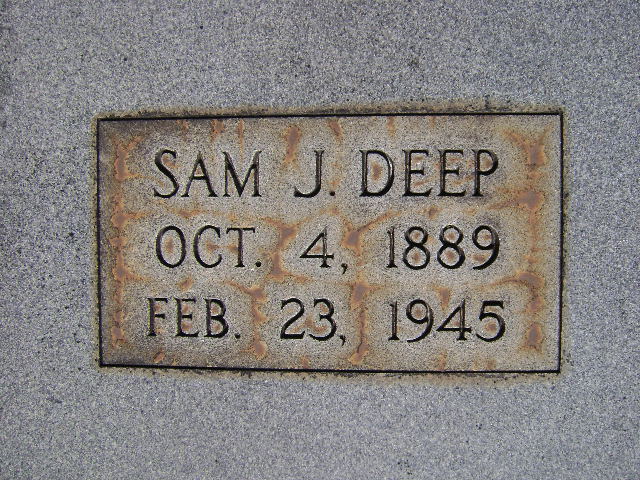 SAM J. DEEP
OCT. 4, 1889
FEB. 23, 1945